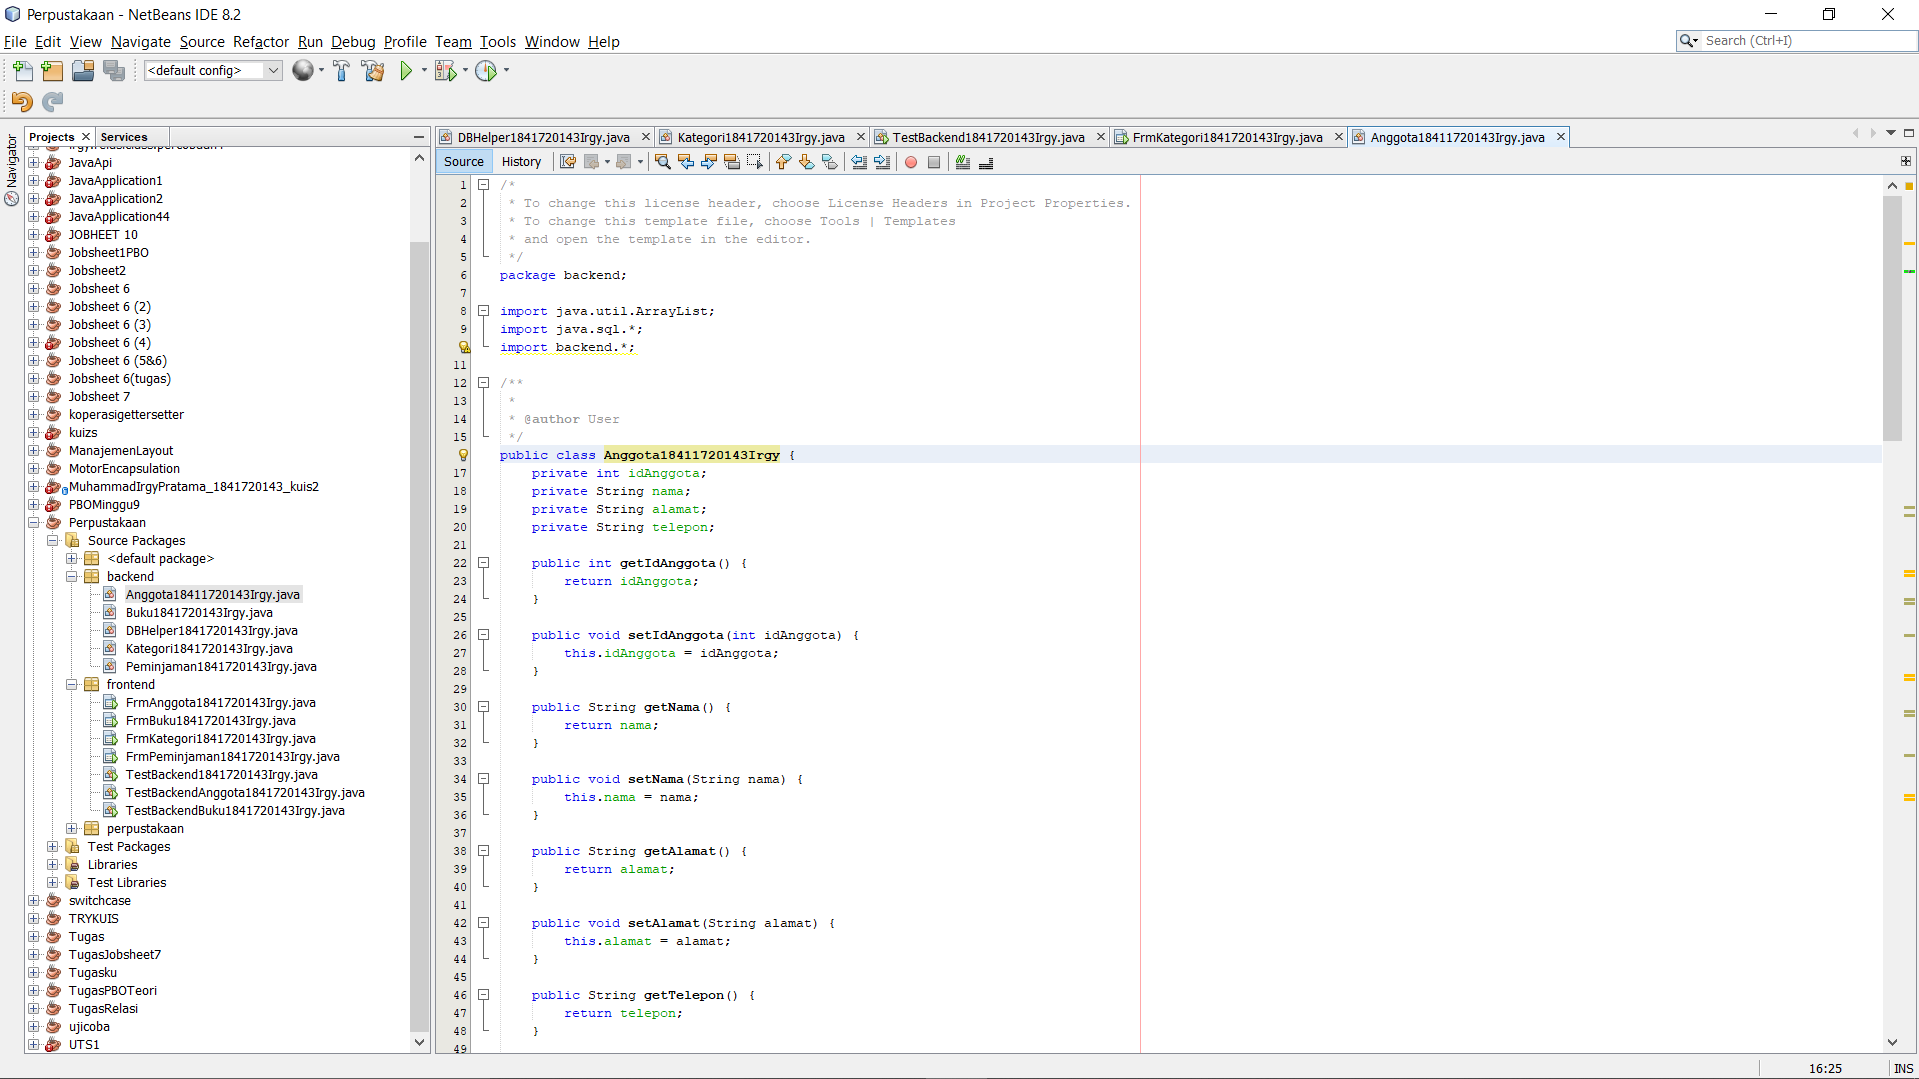 Perpustakaan - NetBeans IDE 8.2
File Edit View Navigate Source Refactor Run Debug Profile Team Tools Window Help
Search (Ctrl+I)
<default config>
Navigator
Projects Services
JavaApi
JavaApplication1
JavaApplication2
JavaApplication44
JOBHEET 10
Jobsheet1PBO
Jobsheet2
Jobsheet 6
Jobsheet 6 (2)
Jobsheet 6 (3)
Jobsheet 6 (4)
Jobsheet 6 (5&6)
Jobsheet 6(tugas)
Jobsheet 7
koperasigettersetter
kuizs
ManajemenLayout
MotorEncapsulation
MuhammadIrgyPratama_1841720143_kuis2
PBOMinggu9
Perpustakaan
Source Packages
<default package>
backend
Anggota18411720143Irgy.java
Buku1841720143Irgy.java
DBHelper1841720143Irgy.java
Kategori1841720143Irgy.java
Peminjaman1841720143Irgy.java
frontend
FrmAnggota1841720143Irgy.java
FrmBuku1841720143Irgy.java
FrmKategori1841720143Irgy.java
FrmPeminjaman1841720143Irgy.java
TestBackend1841720143Irgy.java
TestBackendAnggota1841720143Irgy.java
TestBackendBuku1841720143Irgy.java
perpustakaan
Test Packages
Libraries
Test Libraries
switchcase
TRYKUIS
Tugas
TugasJobsheet7
Tugasku
TugasPBOTeori
TugasRelasi
ujicoba
UTS1
DBHelper1841720143Irgy.java Kategori1841720143Irgy.java TestBackend1841720143Irgy.java FrmKategori1841720143Irgy.java Anggota18411720143Irgy.java
Source History
1 /*
2 * To change this license header, choose License Headers in Project Properties.
3 * To change this template file, choose Tools | Templates
4 * and open the template in the editor.
5 */
6 package backend;
7
8 import java.util.ArrayList;
9 import java.sql.*;
import backend.*;
11
12 /**
13 *
14 * @author User
15 */
public class Anggota18411720143Irgy {
17 private int idAnggota;
18 private String nama;
19 private String alamat;
20 private String telepon;
21
22 public int getIdAnggota() {
23 return idAnggota;
24 }
25
26 public void setIdAnggota(int idAnggota) {
27 this.idAnggota = idAnggota;
28 }
29
30 public String getNama() {
31 return nama;
32 }
33
34 public void setNama(String nama) {
35 this.nama = nama;
36 }
37
38 public String getAlamat() {
39 return alamat;
40 }
41
42 public void setAlamat(String alamat) {
43 this.alamat = alamat;
44 }
45
46 public String getTelepon() {
47 return telepon;
48 }
49
16:25 INS